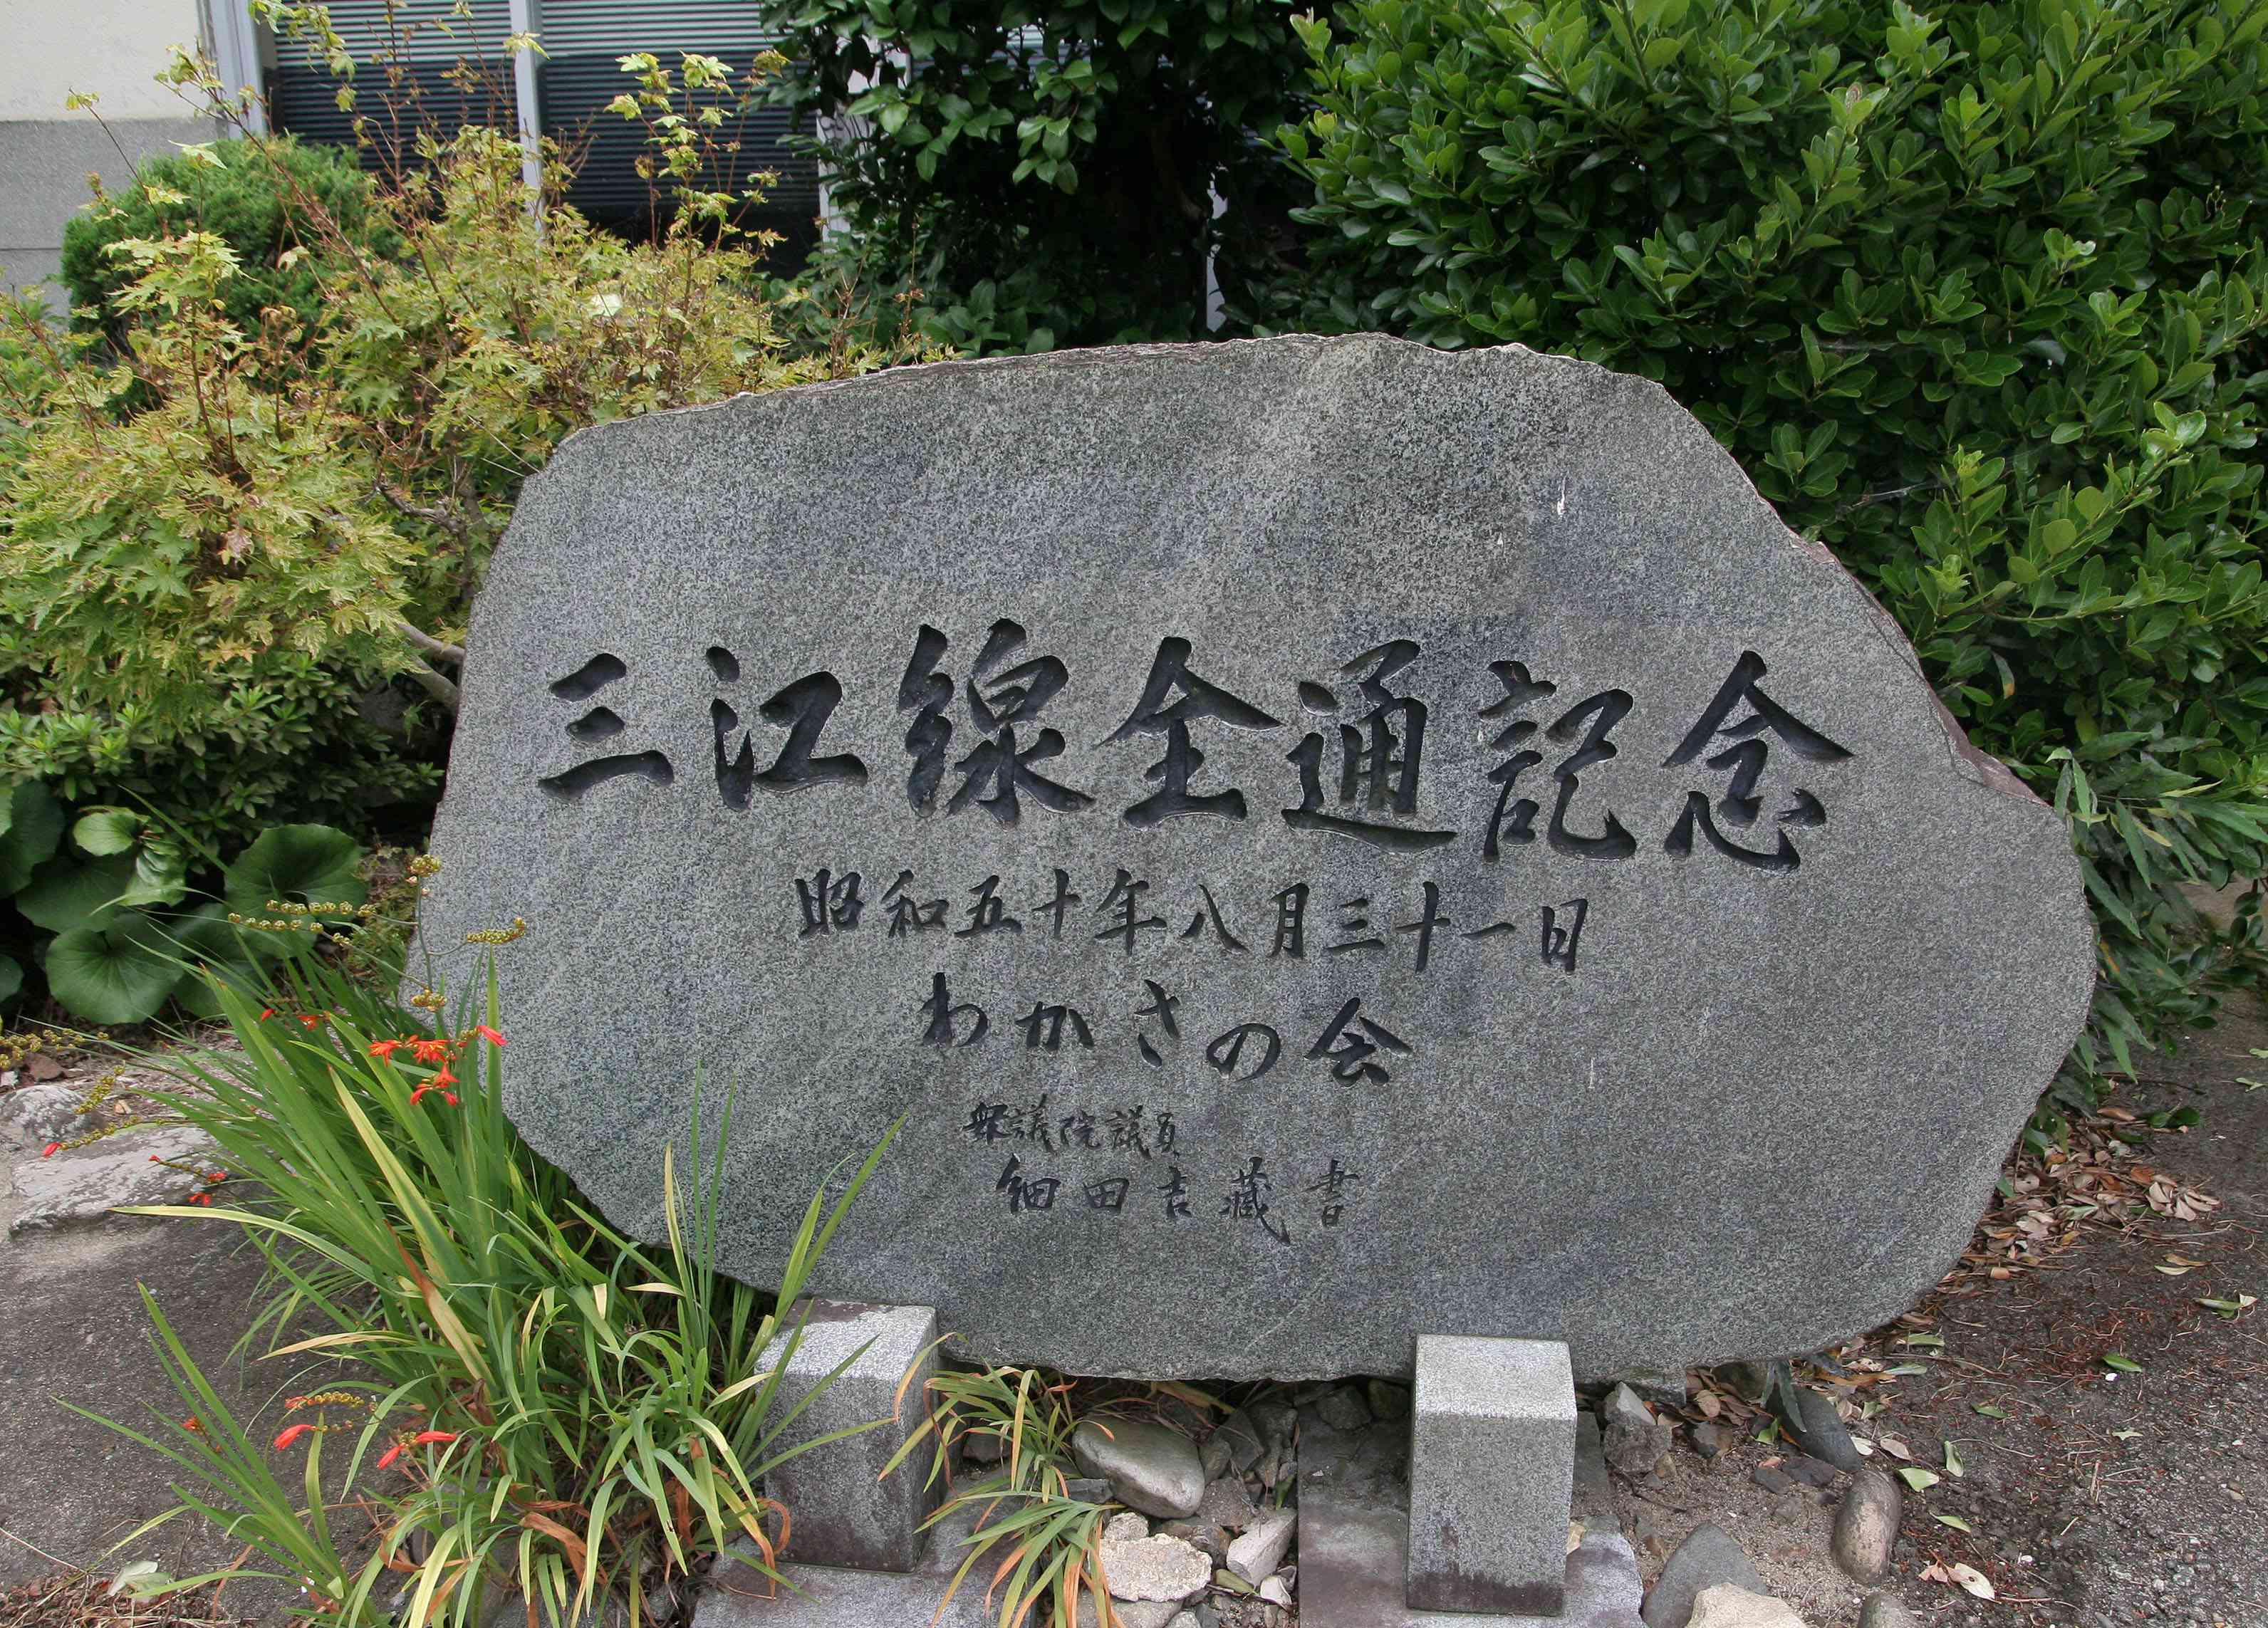 三江線全通記念
昭和五十年八月三十一日
わかさの会
衆議院議員
細田吉藏書